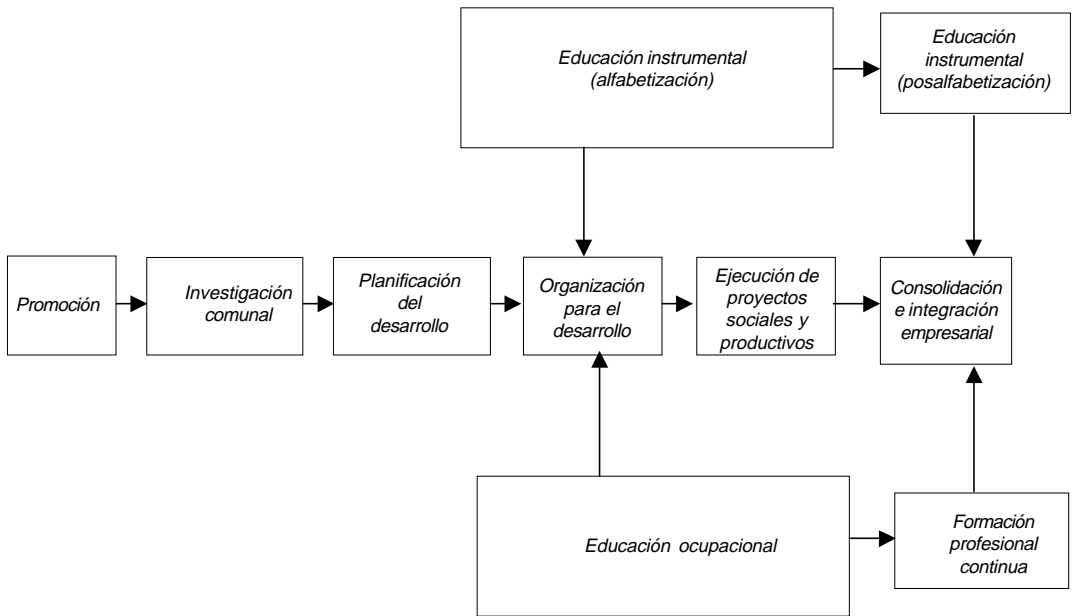 Educación instrumental
(alfabetización)
Educación
instrumental
(posalfabetización)
Promoción
Investigación
comunal
Planificación
del
desarrollo
Organización
para el
desarrollo
Ejecución de
proyectos
sociales y
productivos
Consolidación
e integración
empresarial
Educación ocupacional
Formación
profesional
continua